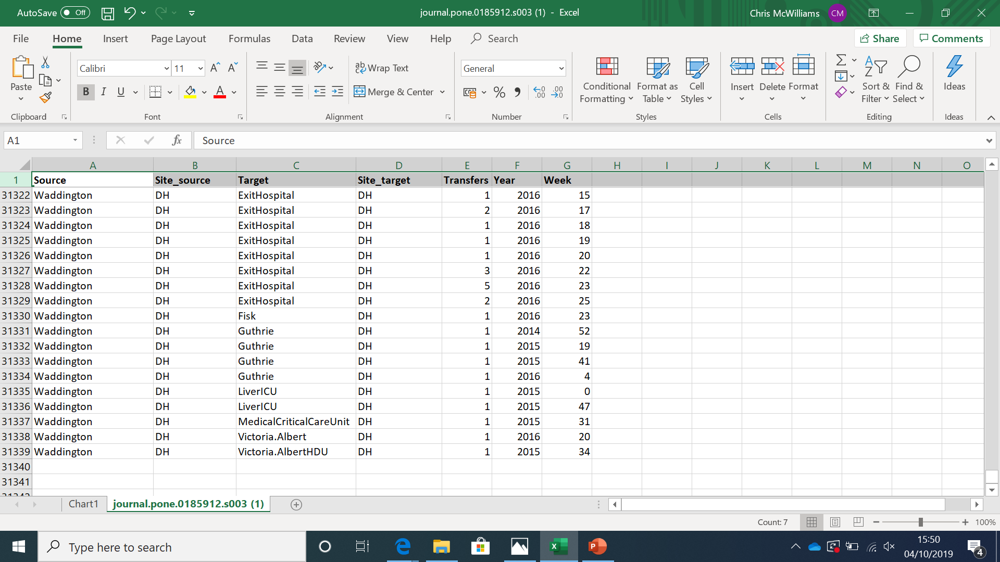 AutoSave Off journal.pone.0185912.s003 (1) - Excel Chris McWilliams CM
File Home Insert Page Layout Formulas Data Review View Help Search Share Comments
Calibri 11 A A ab Wrap Text General Σ A Z
Paste B I U A Merge & Center % Conditional Formatting Format as Table Cell Styles Insert Delete Format Sort & Filter Find & Select Ideas
Clipboard Font Alignment Number Styles Cells Editing Ideas
A1 fx Source
A B C D E F G H I J K L M N O
1 Source Site_source Target Site_target Transfers Year Week
31322 Waddington DH ExitHospital DH 1 2016 15
31323 Waddington DH ExitHospital DH 2 2016 17
31324 Waddington DH ExitHospital DH 1 2016 18
31325 Waddington DH ExitHospital DH 1 2016 19
31326 Waddington DH ExitHospital DH 1 2016 20
31327 Waddington DH ExitHospital DH 3 2016 22
31328 Waddington DH ExitHospital DH 5 2016 23
31329 Waddington DH ExitHospital DH 2 2016 25
31330 Waddington DH Fisk DH 1 2016 23
31331 Waddington DH Guthrie DH 1 2014 52
31332 Waddington DH Guthrie DH 1 2015 19
31333 Waddington DH Guthrie DH 1 2015 41
31334 Waddington DH Guthrie DH 1 2016 4
31335 Waddington DH LiverICU DH 1 2015 0
31336 Waddington DH LiverICU DH 1 2015 47
31337 Waddington DH MedicalCriticalCareUnit DH 1 2015 31
31338 Waddington DH Victoria.Albert DH 1 2016 20
31339 Waddington DH Victoria.AlbertHDU DH 1 2015 34
31340
31341
Chart1 journal.pone.0185912.s003 (1)
Count: 7 100%
Type here to search 15:50
04/10/2019 4